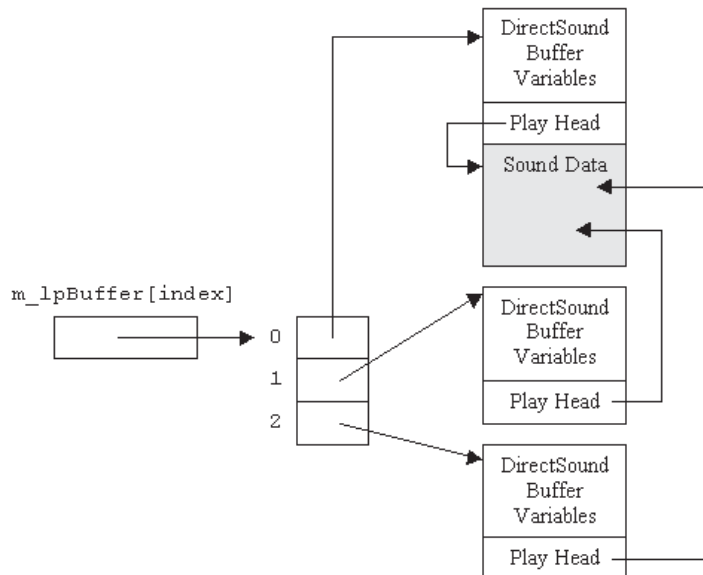 DirectSound
Buffer
Variables
Play Head
Sound Data
m_lpBuffer[index]
0
1
2
DirectSound
Buffer
Variables
Play Head
DirectSound
Buffer
Variables
Play Head